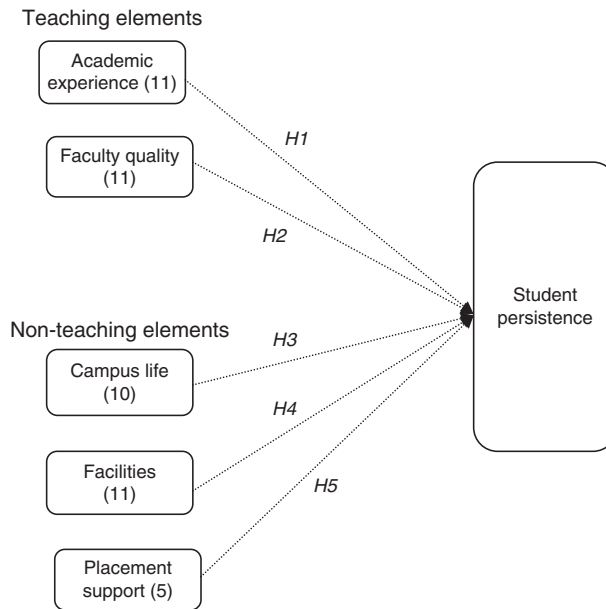 Teaching elements
Academic
experience (11)
H1
Faculty quality
(11)
H2
Student
persistence
Non-teaching elements
H3
Campus life
(10)
H4
Facilities
(11)
H5
Placement
support (5)